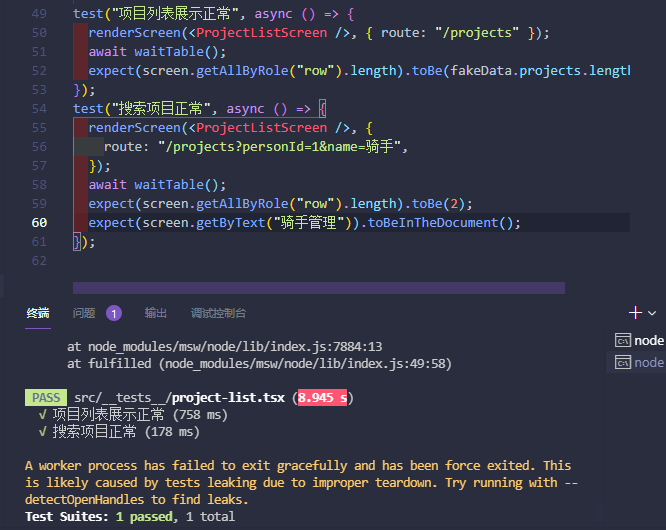 49 test("项目列表展示正常", async () => {
50 renderScreen(<ProjectListScreen />, { route: "/projects" });
51 await waitTable();
52 expect(screen.getAllByRole("row").length).toBe(fakeData.projects.length
53 });
54 test("搜索项目正常", async () => {
55 renderScreen(<ProjectListScreen />, {
56 route: "/projects?personId=1&name=骑手",
57 });
58 await waitTable();
59 expect(screen.getAllByRole("row").length).toBe(2);
60 expect(screen.getByText("骑手管理")).toBeInTheDocument();
61 });
62
终端 问题 1 输出 调试控制台
node
node
at node_modules/msw/node/lib/index.js:7884:13
at fulfilled (node_modules/msw/node/lib/index.js:49:58)
PASS src/__tests__/project-list.tsx (8.945 s)
√ 项目列表展示正常 (758 ms)
√ 搜索项目正常 (178 ms)
A worker process has failed to exit gracefully and has been force exited. This
is likely caused by tests leaking due to improper teardown. Try running with --
detectOpenHandles to find leaks.
Test Suites: 1 passed, 1 total